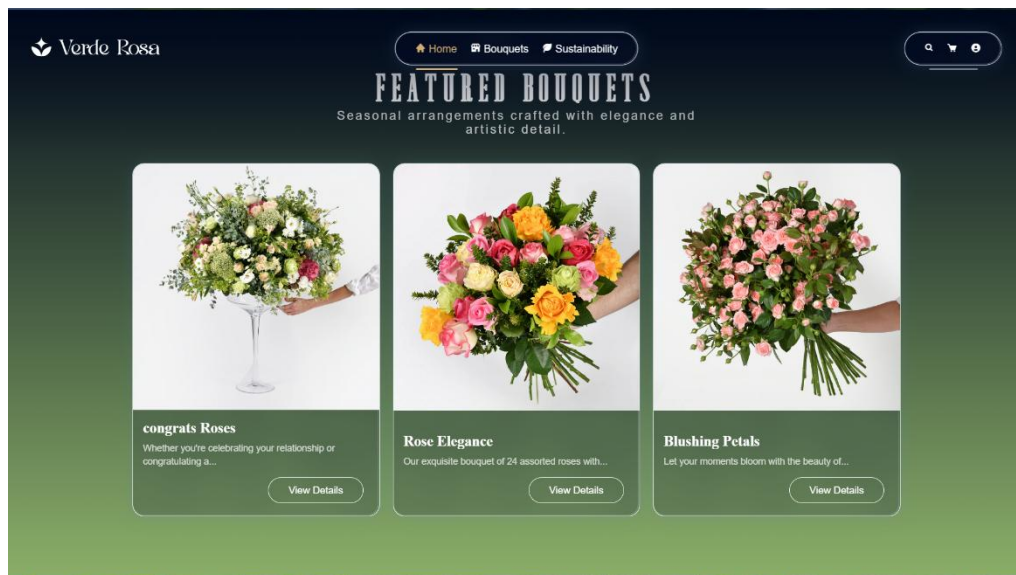 Verde Rosa
Home Bouquets Sustainability
FEATURED BOUQUETS
Seasonal arrangements crafted with elegance and
artistic detail.
congrats Roses
Whether you're celebrating your relationship or
congratulating a...
View Details
Rose Elegance
Our exquisite bouquet of 24 assorted roses with...
View Details
Blushing Petals
Let your moments bloom with the beauty of...
View Details